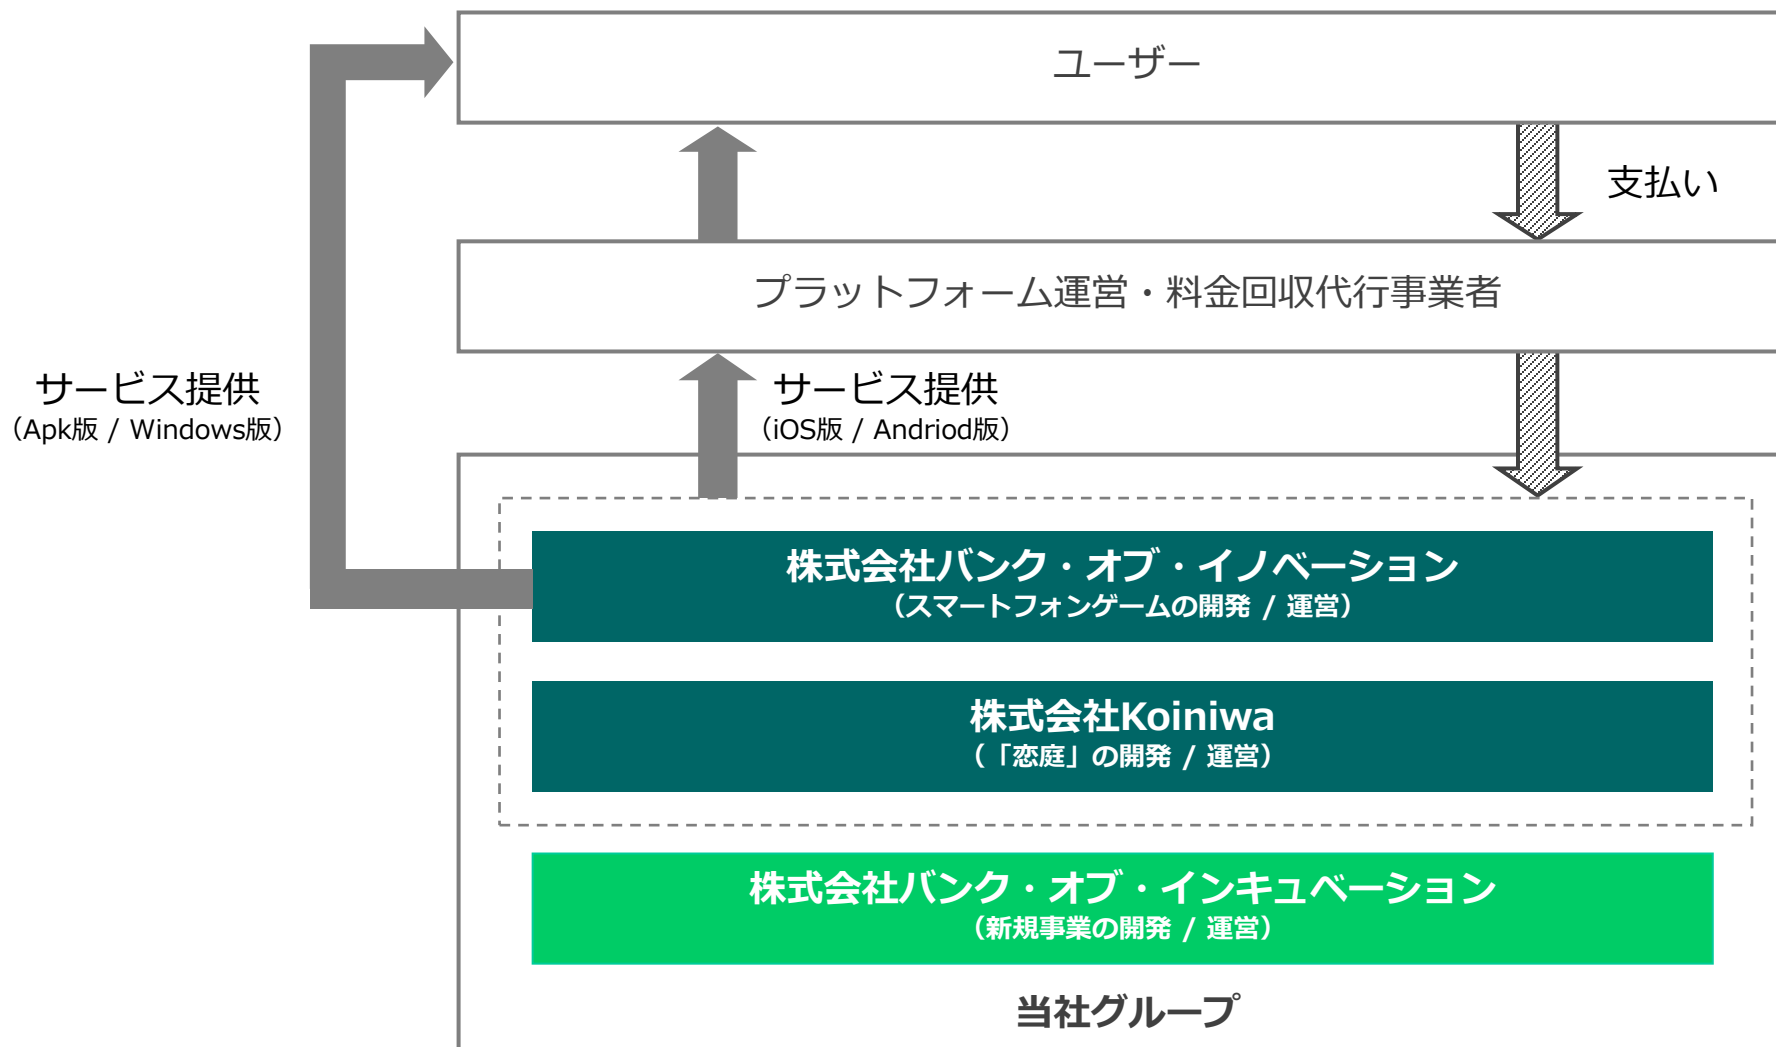 ユーザー
支払い
プラットフォーム運営・料金回収代行事業者
サービス提供
（Apk版 / Windows版）
サービス提供
（iOS版 / Andriod版）
株式会社バンク・オブ・イノベーション
（スマートフォンゲームの開発 / 運営）
株式会社Koiniwa
（「恋庭」の開発 / 運営）
株式会社バンク・オブ・インキュベーション
（新規事業の開発 / 運営）
当社グループ